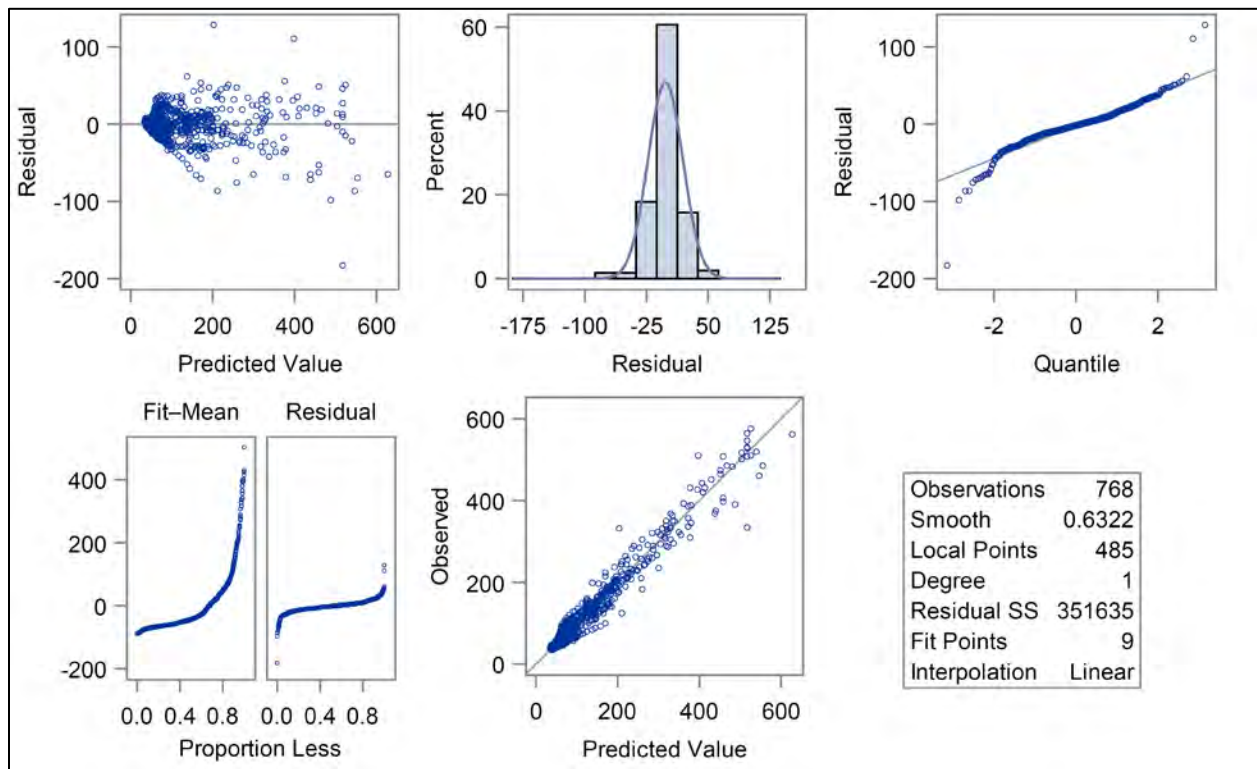 100
0
-100
-200
Residual
0 200 400 600
Predicted Value
60
40
20
0
Percent
-175 -100 -25 50 125
Residual
100
0
-100
-200
Residual
-2 0 2
Quantile
Fit–Mean Residual
400
200
0
-200
0.0 0.4 0.8 0.0 0.4 0.8
Proportion Less
600
400
200
0
Observed
0 200 400 600
Predicted Value
Observations 768
Smooth 0.6322
Local Points 485
Degree 1
Residual SS 351635
Fit Points 9
Interpolation Linear